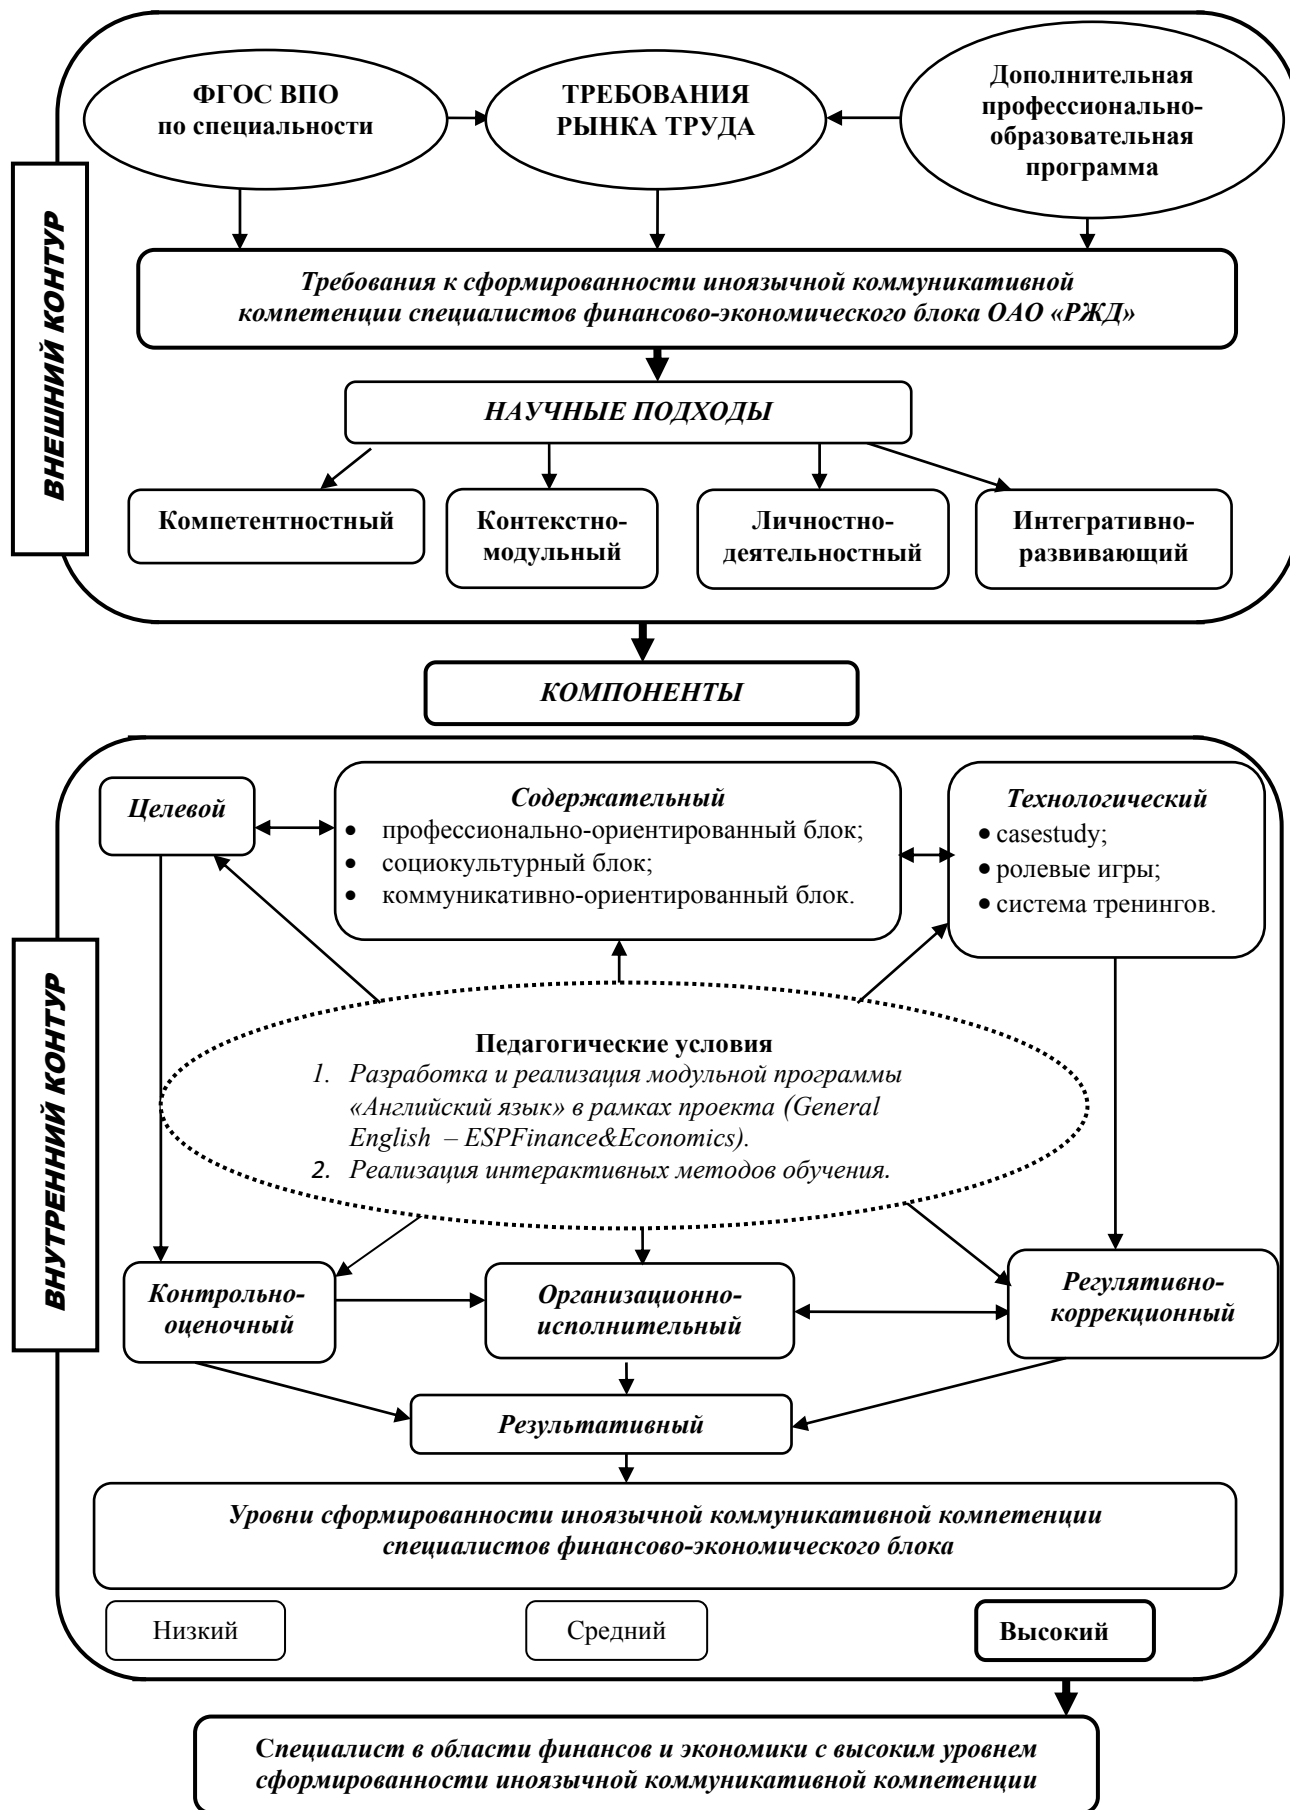 ФГОС ВПО
по специальности
ТРЕБОВАНИЯ
РЫНКА ТРУДА
Дополнительная
профессионально-
образовательная
программа
ВНЕШНИЙ КОНТУР
Требования к сформированности иноязычной коммуникативной
компетенции специалистов финансово-экономического блока ОАО «РЖД»
НАУЧНЫЕ ПОДХОДЫ
Компетентностный
Контекстно-
модульный
Личностно-
деятельностный
Интегративно-
развивающий
КОМПОНЕНТЫ
ВНУТРЕННИЙ КОНТУР
Целевой
Содержательный
• профессионально-ориентированный блок;
• социокультурный блок;
• коммуникативно-ориентированный блок.
Технологический
• casestudy;
• ролевые игры;
• система тренингов.
Педагогические условия
1. Разработка и реализация модульной программы
«Английский язык» в рамках проекта (General
English – ESPFinance&Economics).
2. Реализация интерактивных методов обучения.
Контрольно-
оценочный
Организационно-
исполнительный
Регулятивно-
коррекционный
Результативный
Уровни сформированности иноязычной коммуникативной компетенции
специалистов финансово-экономического блока
Низкий
Средний
Высокий
Специалист в области финансов и экономики с высоким уровнем
сформированности иноязычной коммуникативной компетенции